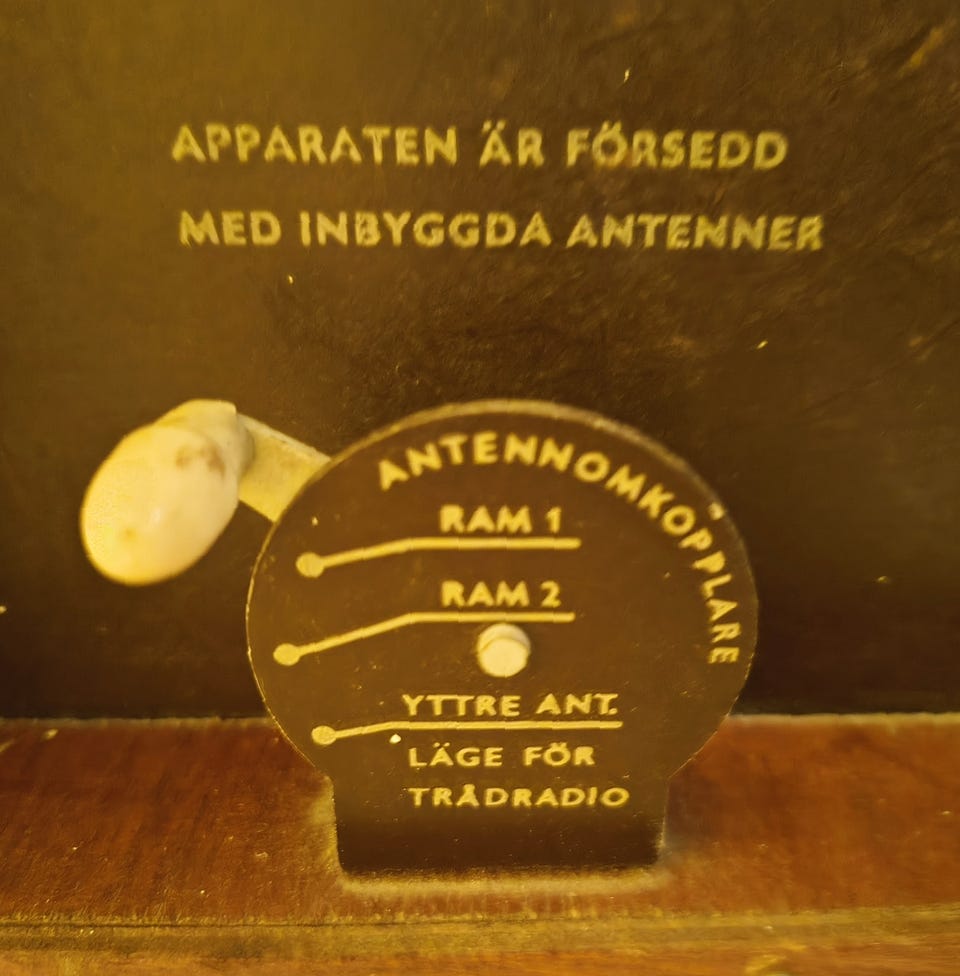 APPARATEN ÄR FÖRSEDD
MED INBYGGDA ANTENNER
ANTENNOMKOPPLARE
RAM 1
RAM 2
YTTRE ANT.
LÄGE FÖR
TRÅDRADIO